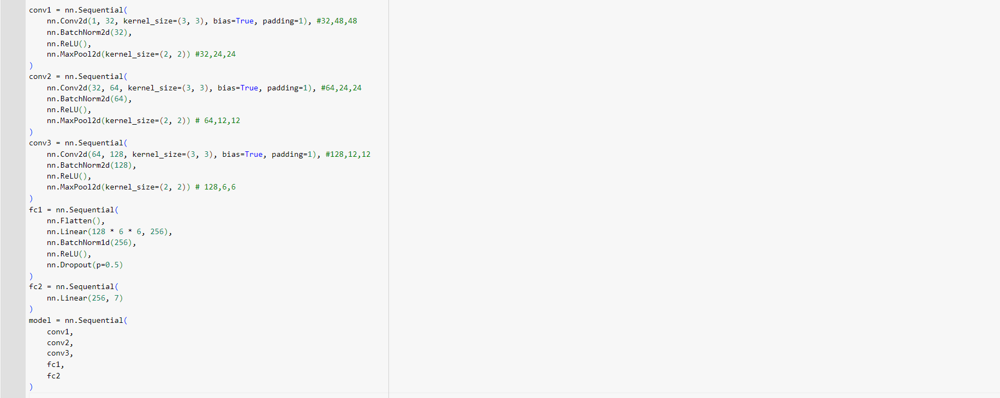 conv1 = nn.Sequential(
    nn.Conv2d(1, 32, kernel_size=(3, 3), bias=True, padding=1), #32,48,48
    nn.BatchNorm2d(32),
    nn.ReLU(),
    nn.MaxPool2d(kernel_size=(2, 2)) #32,24,24
)
conv2 = nn.Sequential(
    nn.Conv2d(32, 64, kernel_size=(3, 3), bias=True, padding=1), #64,24,24
    nn.BatchNorm2d(64),
    nn.ReLU(),
    nn.MaxPool2d(kernel_size=(2, 2)) # 64,12,12
)
conv3 = nn.Sequential(
    nn.Conv2d(64, 128, kernel_size=(3, 3), bias=True, padding=1), #128,12,12
    nn.BatchNorm2d(128),
    nn.ReLU(),
    nn.MaxPool2d(kernel_size=(2, 2)) # 128,6,6
)
fc1 = nn.Sequential(
    nn.Flatten(),
    nn.Linear(128 * 6 * 6, 256),
    nn.BatchNorm1d(256),
    nn.ReLU(),
    nn.Dropout(p=0.5)
)
fc2 = nn.Sequential(
    nn.Linear(256, 7)
)
model = nn.Sequential(
    conv1,
    conv2,
    conv3,
    fc1,
    fc2
)